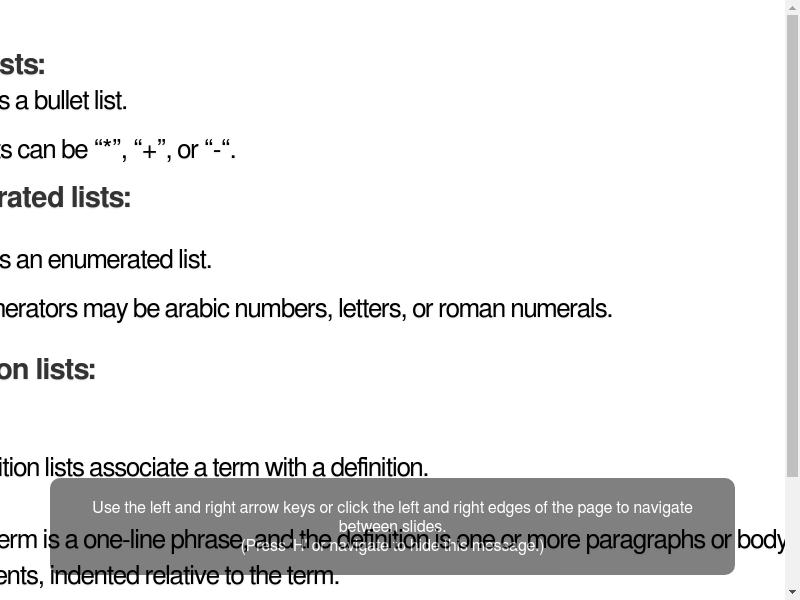 sts:
s a bullet list.
s can be “*”, “+”, or “-“.
rated lists:
s an enumerated list.
erators may be arabic numbers, letters, or roman numerals.
on lists:
ition lists associate a term with a definition.
Use the left and right arrow keys or click the left and right edges of the page to navigate
between slides.
erm is a one-line phrase, and the definition is one or more paragraphs or body
(Press 'H' or navigate to hide this message.)
ents, indented relative to the term.